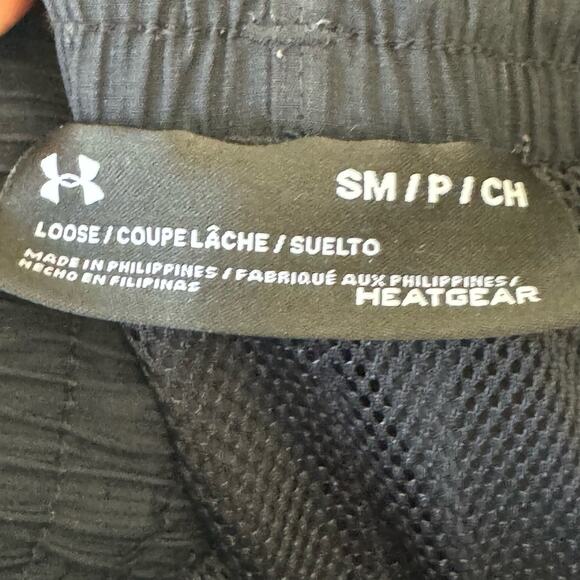 SM/P/CH
LOOSE/COUPE LÂCHE/SUELTO
MADE IN PHILIPPINES/FABRIQUÉ AUX PHILIPPINES/
HECHO EN FILIPINAS
HEATGEAR